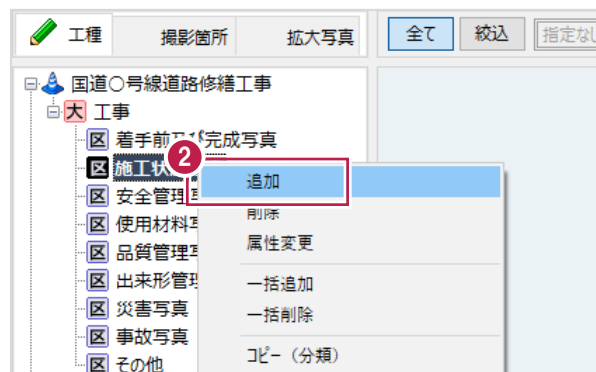 工種 撮影箇所 拡大写真 全て 絞込 指定なし
国道○号線道路修繕工事
大 工事
区 着手前及び完成写真
区 施工状
2
区 安全管理
追加
区 使用材料
削除
区 品質管理
属性変更
区 出来形管理
一括追加
区 災害写真
一括削除
区 事故写真
区 その他
コピー（分類）